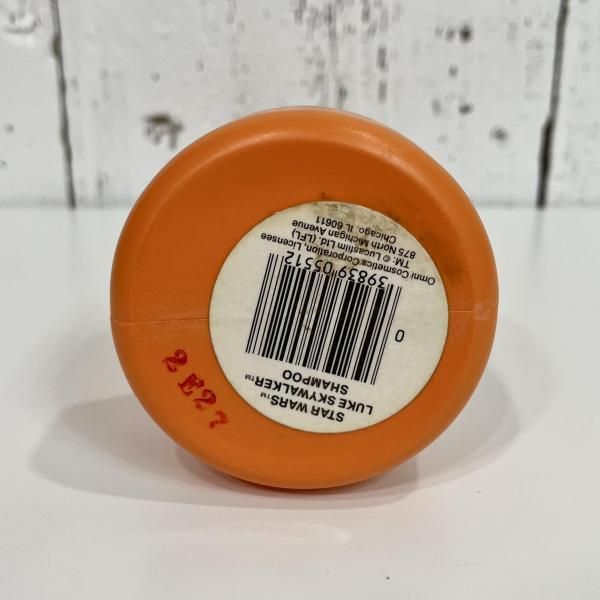 STAR WARS™
LUKE SKYWALKER™
SHAMPOO
0
39839 05512
Omni Cosmetics Corporation, Licensee
TM: © Lucasfilm Ltd. (LFL)
875 North Michigan Avenue
Chicago, IL 60611
2E27